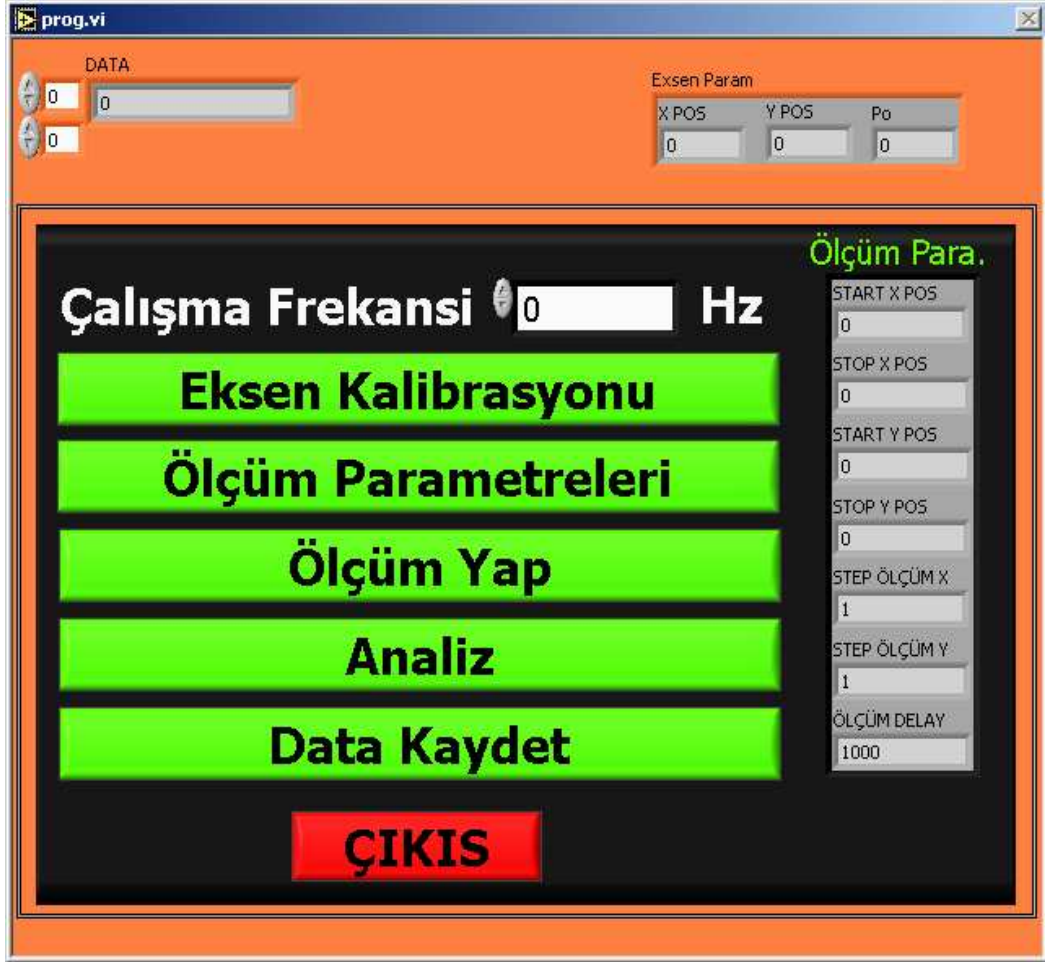 prog.vi
DATA
0
0
0
Exsen Param
X POS Y POS Po
0 0 0
Ölçüm Para.
Çalışma Frekansi 0 Hz
Eksen Kalibrasyonu
Ölçüm Parametreleri
Ölçüm Yap
Analiz
Data Kaydet
ÇIKIS
START X POS
0
STOP X POS
0
START Y POS
0
STOP Y POS
0
STEP ÖLÇÜM X
1
STEP ÖLÇÜM Y
1
ÖLÇÜM DELAY
1000